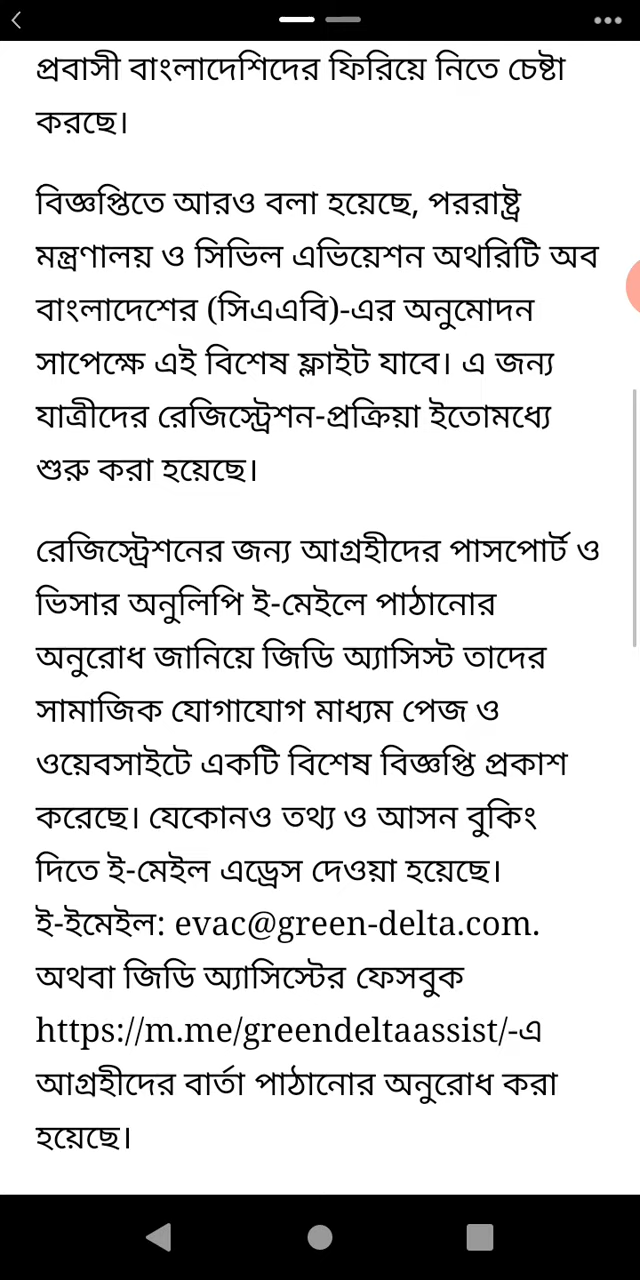 প্রবাসী বাংলাদেশিদের ফিরিয়ে নিতে চেষ্টা
করছে।
বিজ্ঞপ্তিতে আরও বলা হয়েছে, পররাষ্ট্র
মন্ত্রণালয় ও সিভিল এভিয়েশন অথরিটি অব
বাংলাদেশের (সিএএবি)-এর অনুমোদন
সাপেক্ষে এই বিশেষ ফ্লাইট যাবে। এ জন্য
যাত্রীদের রেজিস্ট্রেশন-প্রক্রিয়া ইতোমধ্যে
শুরু করা হয়েছে।
রেজিস্ট্রেশনের জন্য আগ্রহীদের পাসপোর্ট ও
ভিসার অনুলিপি ই-মেইলে পাঠানোর
অনুরোধ জানিয়ে জিডি অ্যাসিস্ট তাদের
সামাজিক যোগাযোগ মাধ্যম পেজ ও
ওয়েবসাইটে একটি বিশেষ বিজ্ঞপ্তি প্রকাশ
করেছে। যেকোনও তথ্য ও আসন বুকিং
দিতে ই-মেইল এড্রেস দেওয়া হয়েছে।
ই-ইমেইল: evac@green-delta.com.
অথবা জিডি অ্যাসিস্টের ফেসবুক
https://m.me/greendeltaassist/-এ
আগ্রহীদের বার্তা পাঠানোর অনুরোধ করা
হয়েছে।